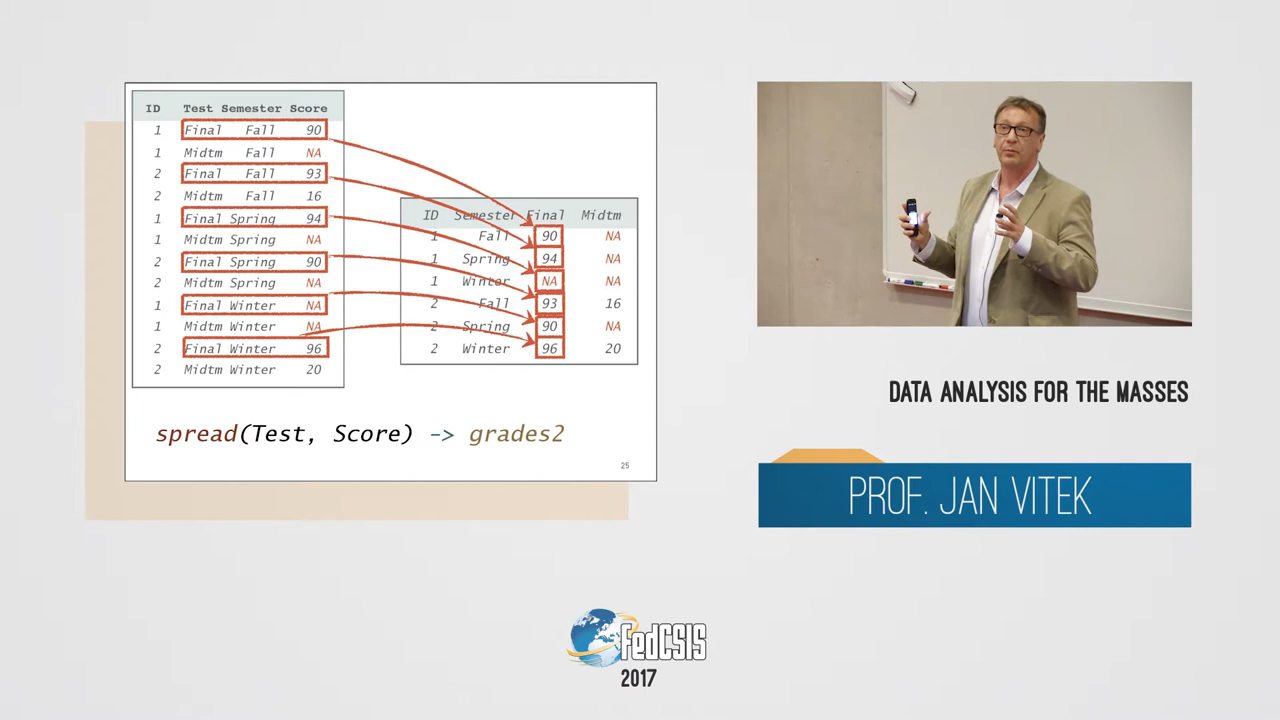 ID Test Semester Score
1 Final Fall 90
1 Midtm Fall NA
2 Final Fall 93
2 Midtm Fall 16
1 Final Spring 94
1 Midtm Spring NA
2 Final Spring 90
2 Midtm Spring NA
1 Final Winter NA
1 Midtm Winter NA
2 Final Winter 96
2 Midtm Winter 20
ID Semester Final Midtm
1 Fall 90 NA
1 Spring 94 NA
1 Winter NA NA
2 Fall 93 16
2 Spring 90 NA
2 Winter 96 20
spread(Test, Score) -> grades2
25
DATA ANALYSIS FOR THE MASSES
PROF. JAN VITEK
FedCSIS
2017